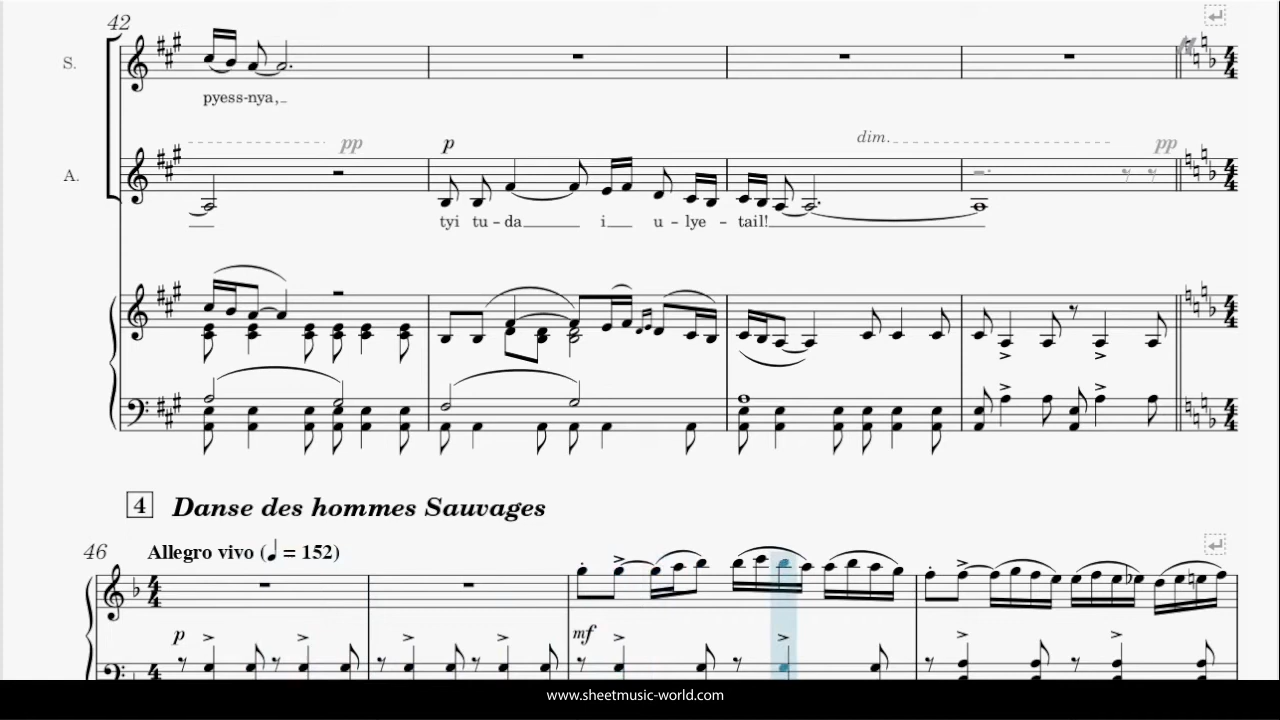 42
S.
pyess-nya,
pp
p
dim.
pp
A.
tyi tu-da i u-lye-tail!
4 Danse des hommes Sauvages
46
Allegro vivo (♩ = 152)
p
mf
www.sheetmusic-world.com